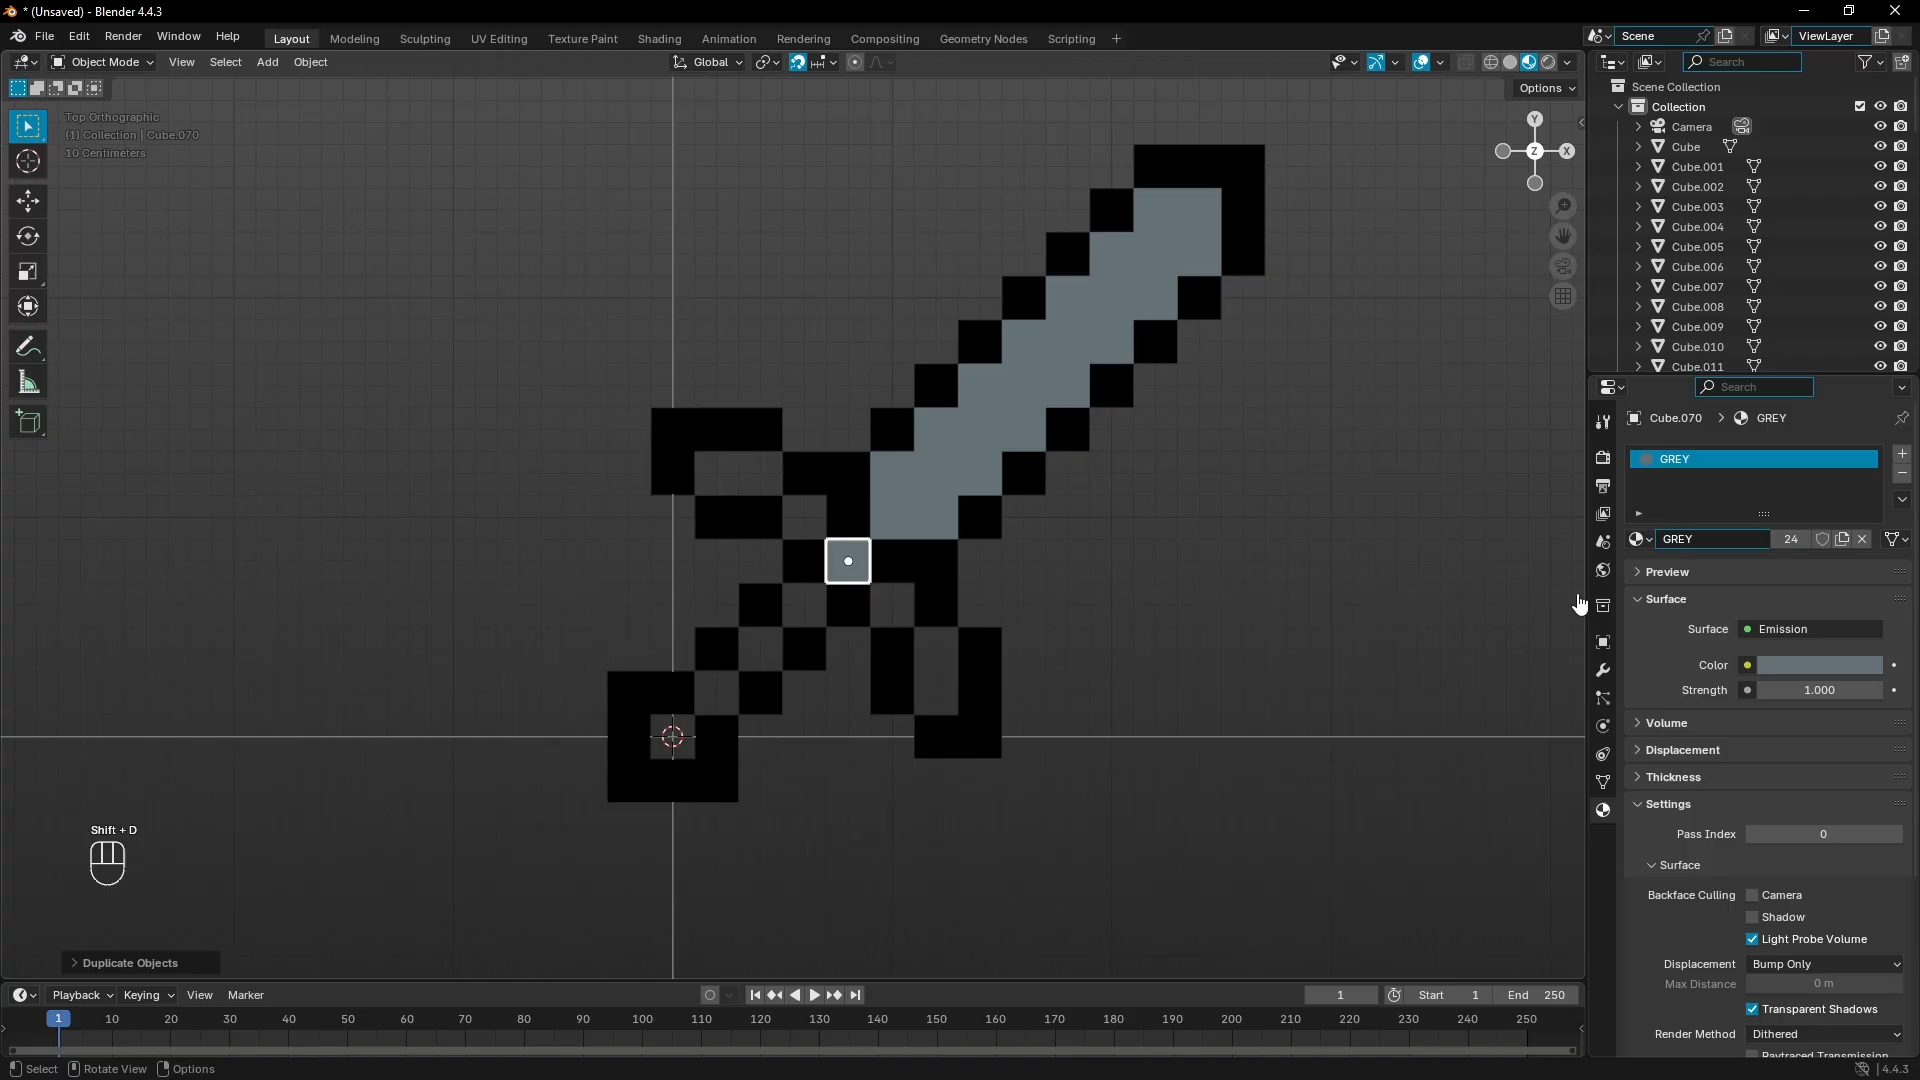 * (Unsaved) - Blender 4.4.3
File Edit Render Window Help Layout Modeling Sculpting UV Editing Texture Paint Shading Animation Rendering Compositing Geometry Nodes Scripting + Scene ViewLayer
Object Mode View Select Add Object Global Search
Options
Top Orthographic
(1) Collection | Cube.070
10 Centimeters
Y
Z X
Scene Collection
Collection
Camera
Cube
Cube.001
Cube.002
Cube.003
Cube.004
Cube.005
Cube.006
Cube.007
Cube.008
Cube.009
Cube.010
Cube.011
Search
Cube.070 > GREY
GREY
GREY 24
Preview
Surface
Surface Emission
Color
Strength 1.000
Volume
Displacement
Thickness
Settings
Pass Index 0
Surface
Backface Culling Camera
Shadow
Light Probe Volume
Displacement Bump Only
Max Distance 0 m
Transparent Shadows
Render Method Dithered
Raytraced Transmission
Shift + D
Duplicate Objects
Playback Keying View Marker 1 Start 1 End 250
1 10 20 30 40 50 60 70 80 90 100 110 120 130 140 150 160 170 180 190 200 210 220 230 240 250
Select Rotate View Options 4.4.3